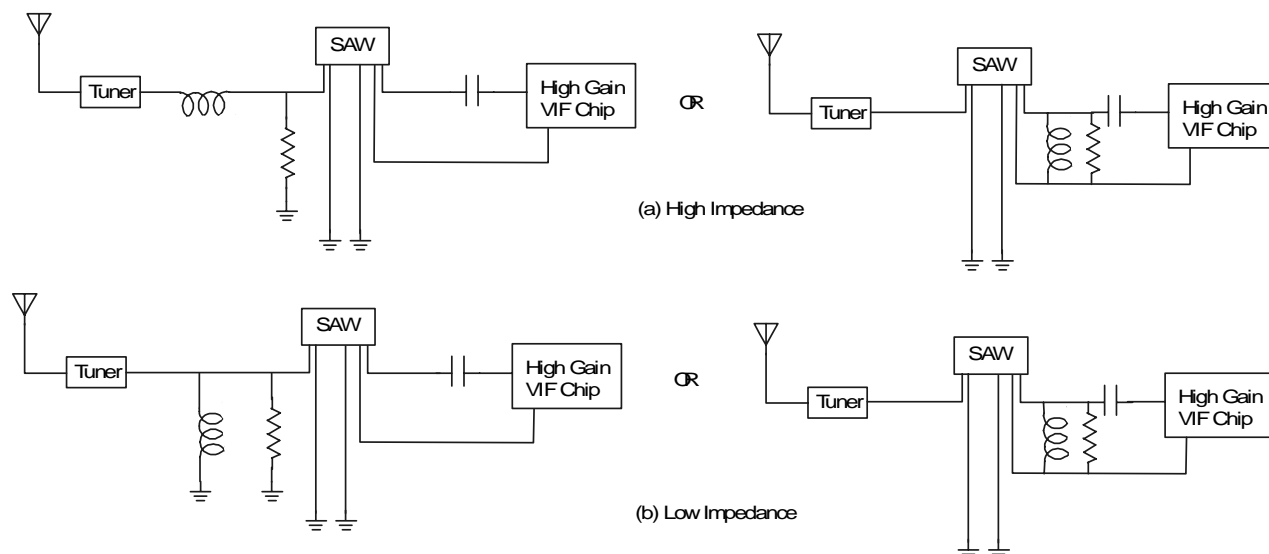 SAW
Tuner
High Gain
VIF Chip
OR
SAW
Tuner
High Gain
VIF Chip
(a) High Impedance
SAW
Tuner
High Gain
VIF Chip
OR
SAW
Tuner
High Gain
VIF Chip
(b) Low Impedance